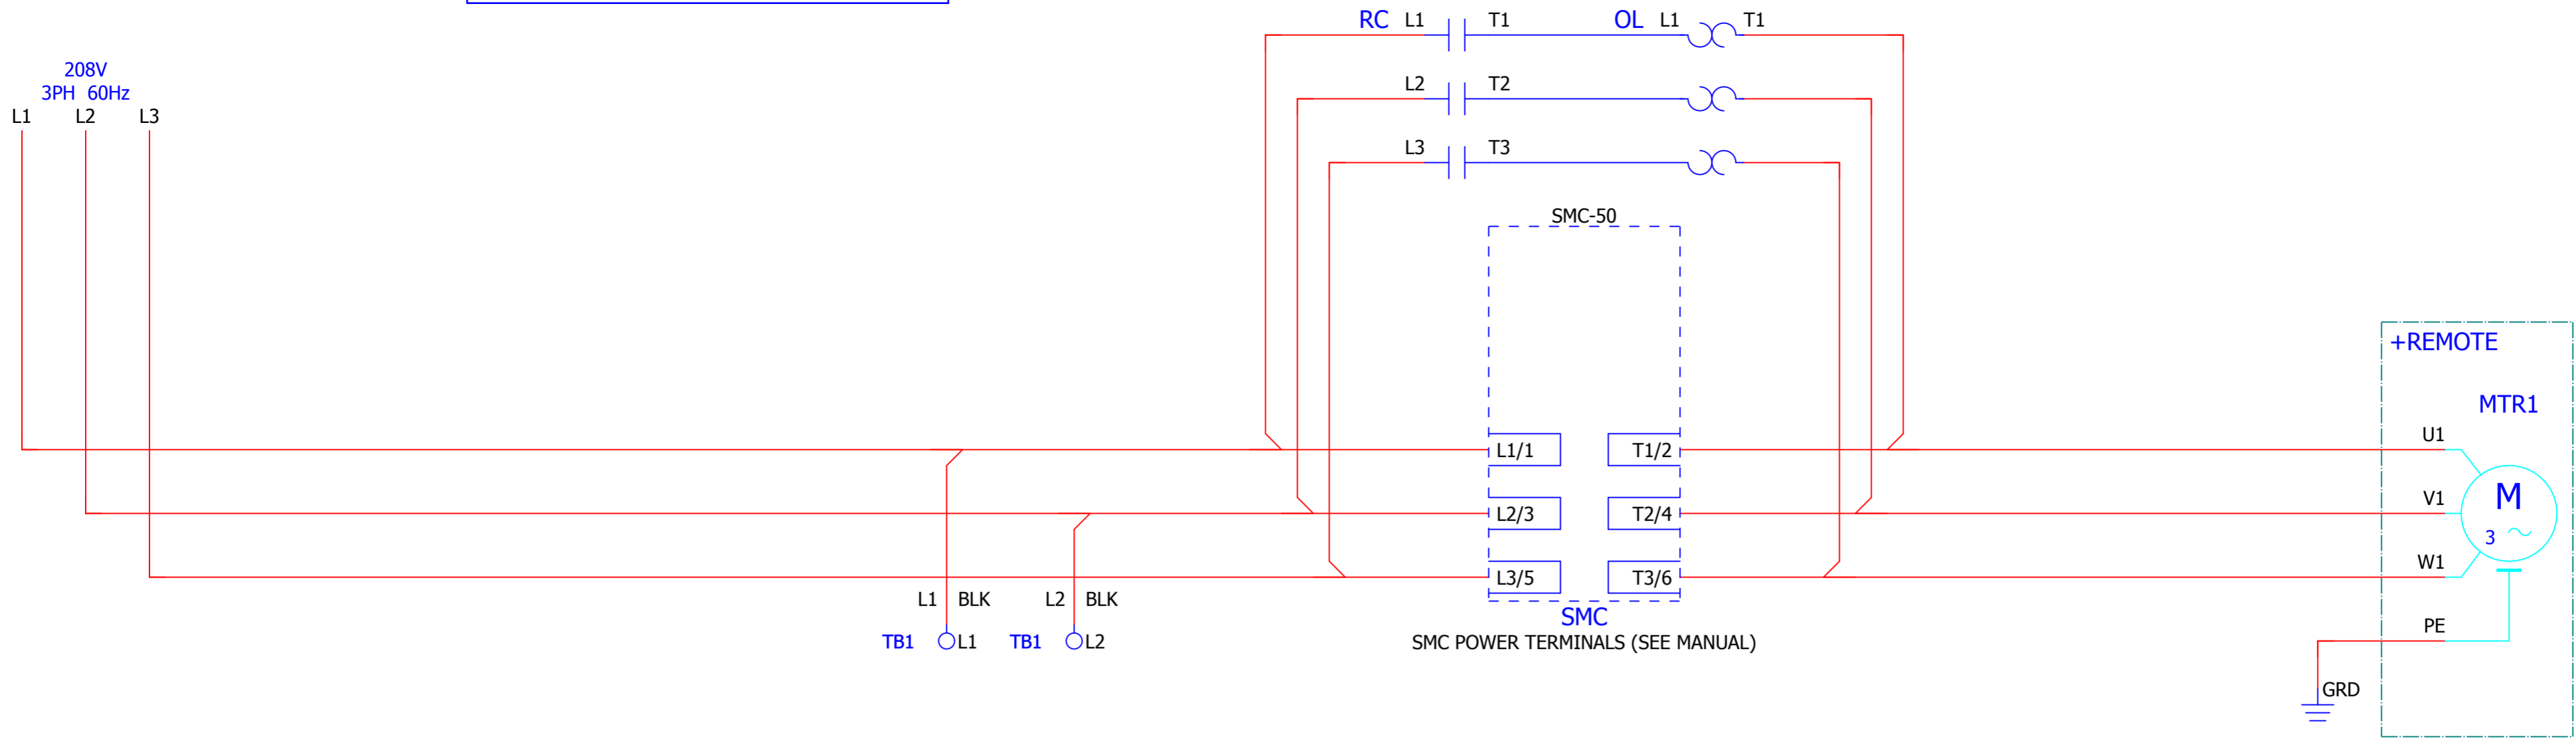 RC L1 T1 OL L1 T1
208V
3PH 60Hz
L1 L2 L3
L2 T2
L3 T3
SMC-50
+REMOTE
MTR1
U1
L1/1 T1/2
V1
M
3 ~
L2/3 T2/4
W1
L3/5 T3/6
L1 BLK L2 BLK
SMC
PE
TB1 L1 TB1 L2
SMC POWER TERMINALS (SEE MANUAL)
GRD